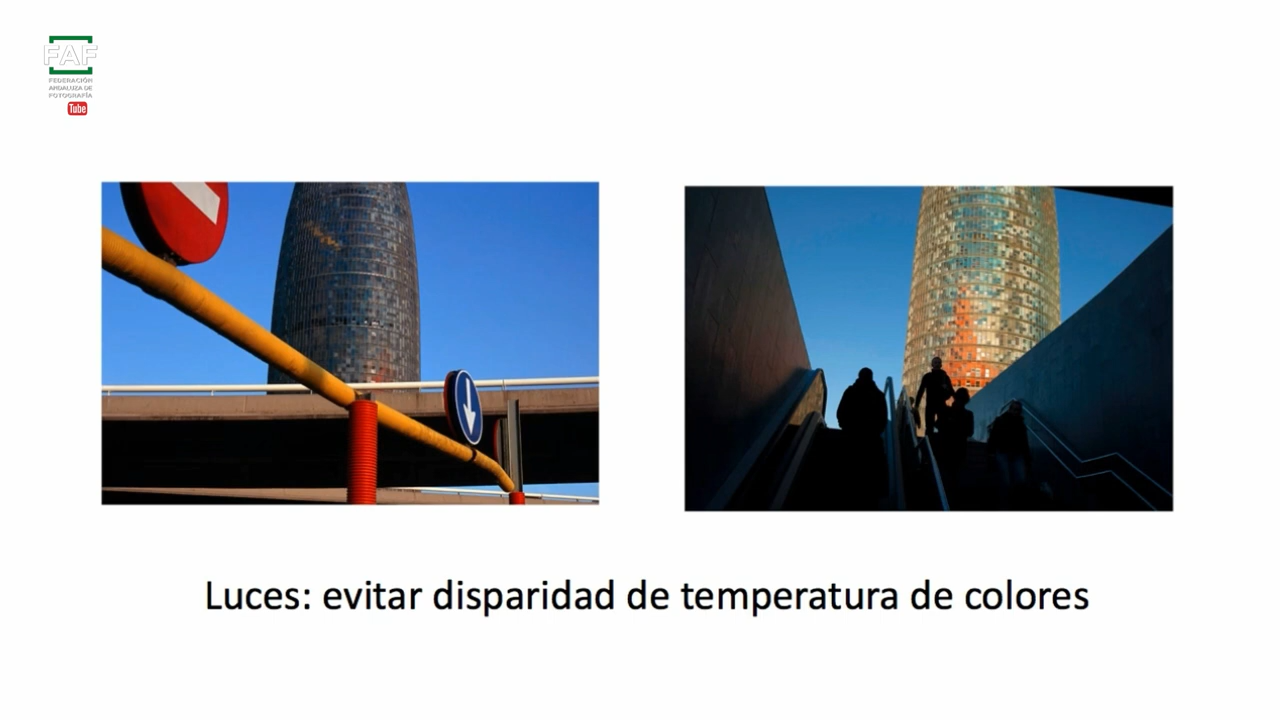 FAF
FEDERACIÓN
ANDALUZA DE
FOTOGRAFÍA
Tube
Luces: evitar disparidad de temperatura de colores